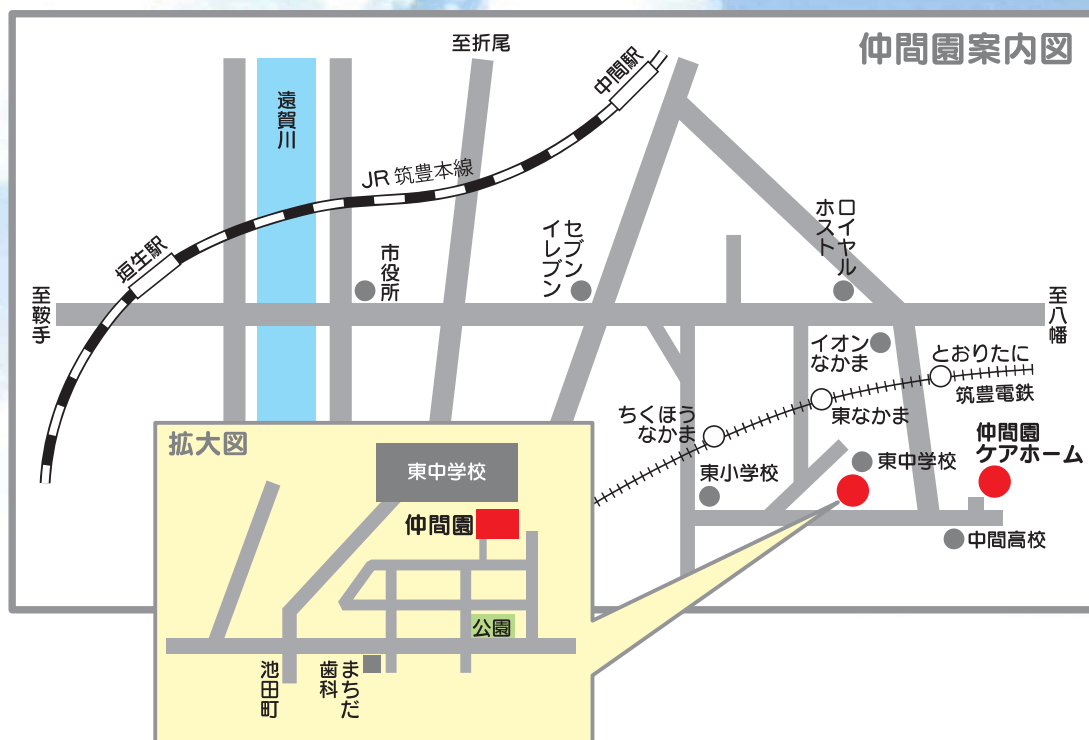 仲間園案内図
至折尾
中間駅
遠賀川
JR 筑豊本線
垣生駅
市役所
セブン
イレブン
ロイヤル
ホスト
至鞍手
至八幡
イオン
なかま
とおりたに
筑豊電鉄
東なかま
ちくほう
なかま
東小学校
東中学校
仲間園
ケアホーム
中間高校
拡大図
東中学校
仲間園
公園
池田町
まちだ
歯科